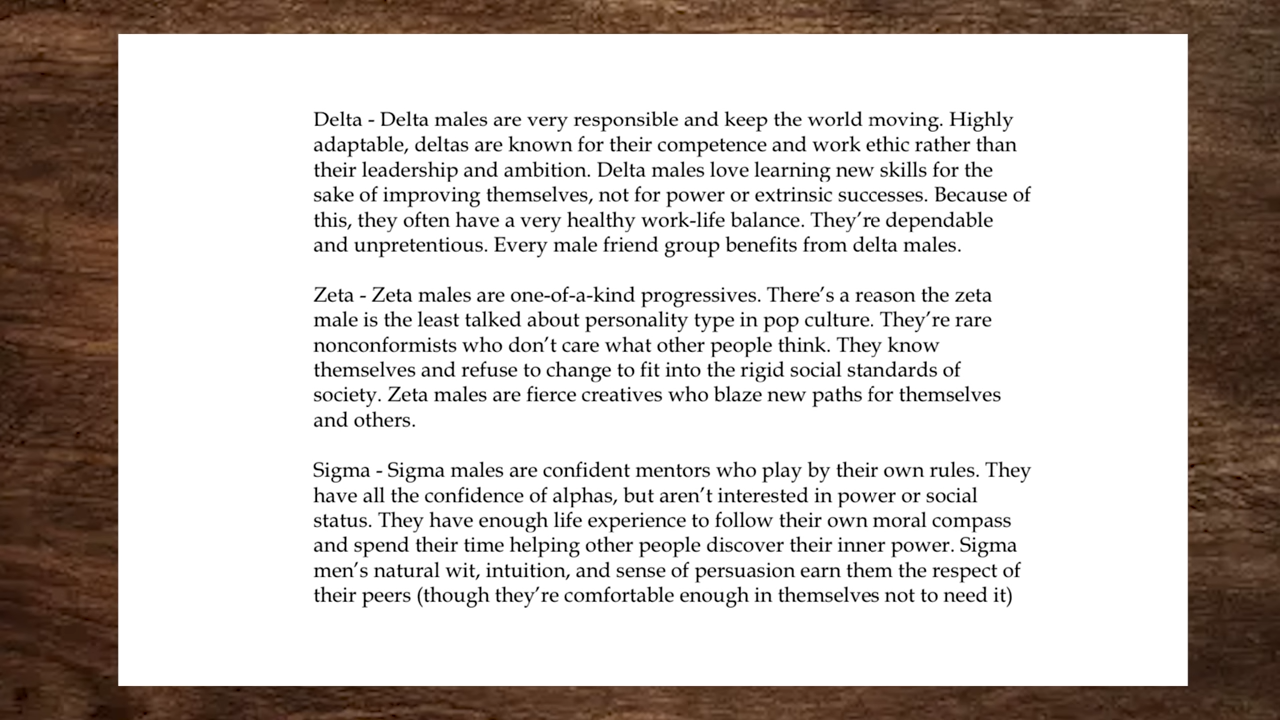 Delta - Delta males are very responsible and keep the world moving. Highly
adaptable, deltas are known for their competence and work ethic rather than
their leadership and ambition. Delta males love learning new skills for the
sake of improving themselves, not for power or extrinsic successes. Because of
this, they often have a very healthy work-life balance. They’re dependable
and unpretentious. Every male friend group benefits from delta males.
Zeta - Zeta males are one-of-a-kind progressives. There’s a reason the zeta
male is the least talked about personality type in pop culture. They’re rare
nonconformists who don’t care what other people think. They know
themselves and refuse to change to fit into the rigid social standards of
society. Zeta males are fierce creatives who blaze new paths for themselves
and others.
Sigma - Sigma males are confident mentors who play by their own rules. They
have all the confidence of alphas, but aren’t interested in power or social
status. They have enough life experience to follow their own moral compass
and spend their time helping other people discover their inner power. Sigma
men’s natural wit, intuition, and sense of persuasion earn them the respect of
their peers (though they’re comfortable enough in themselves not to need it)